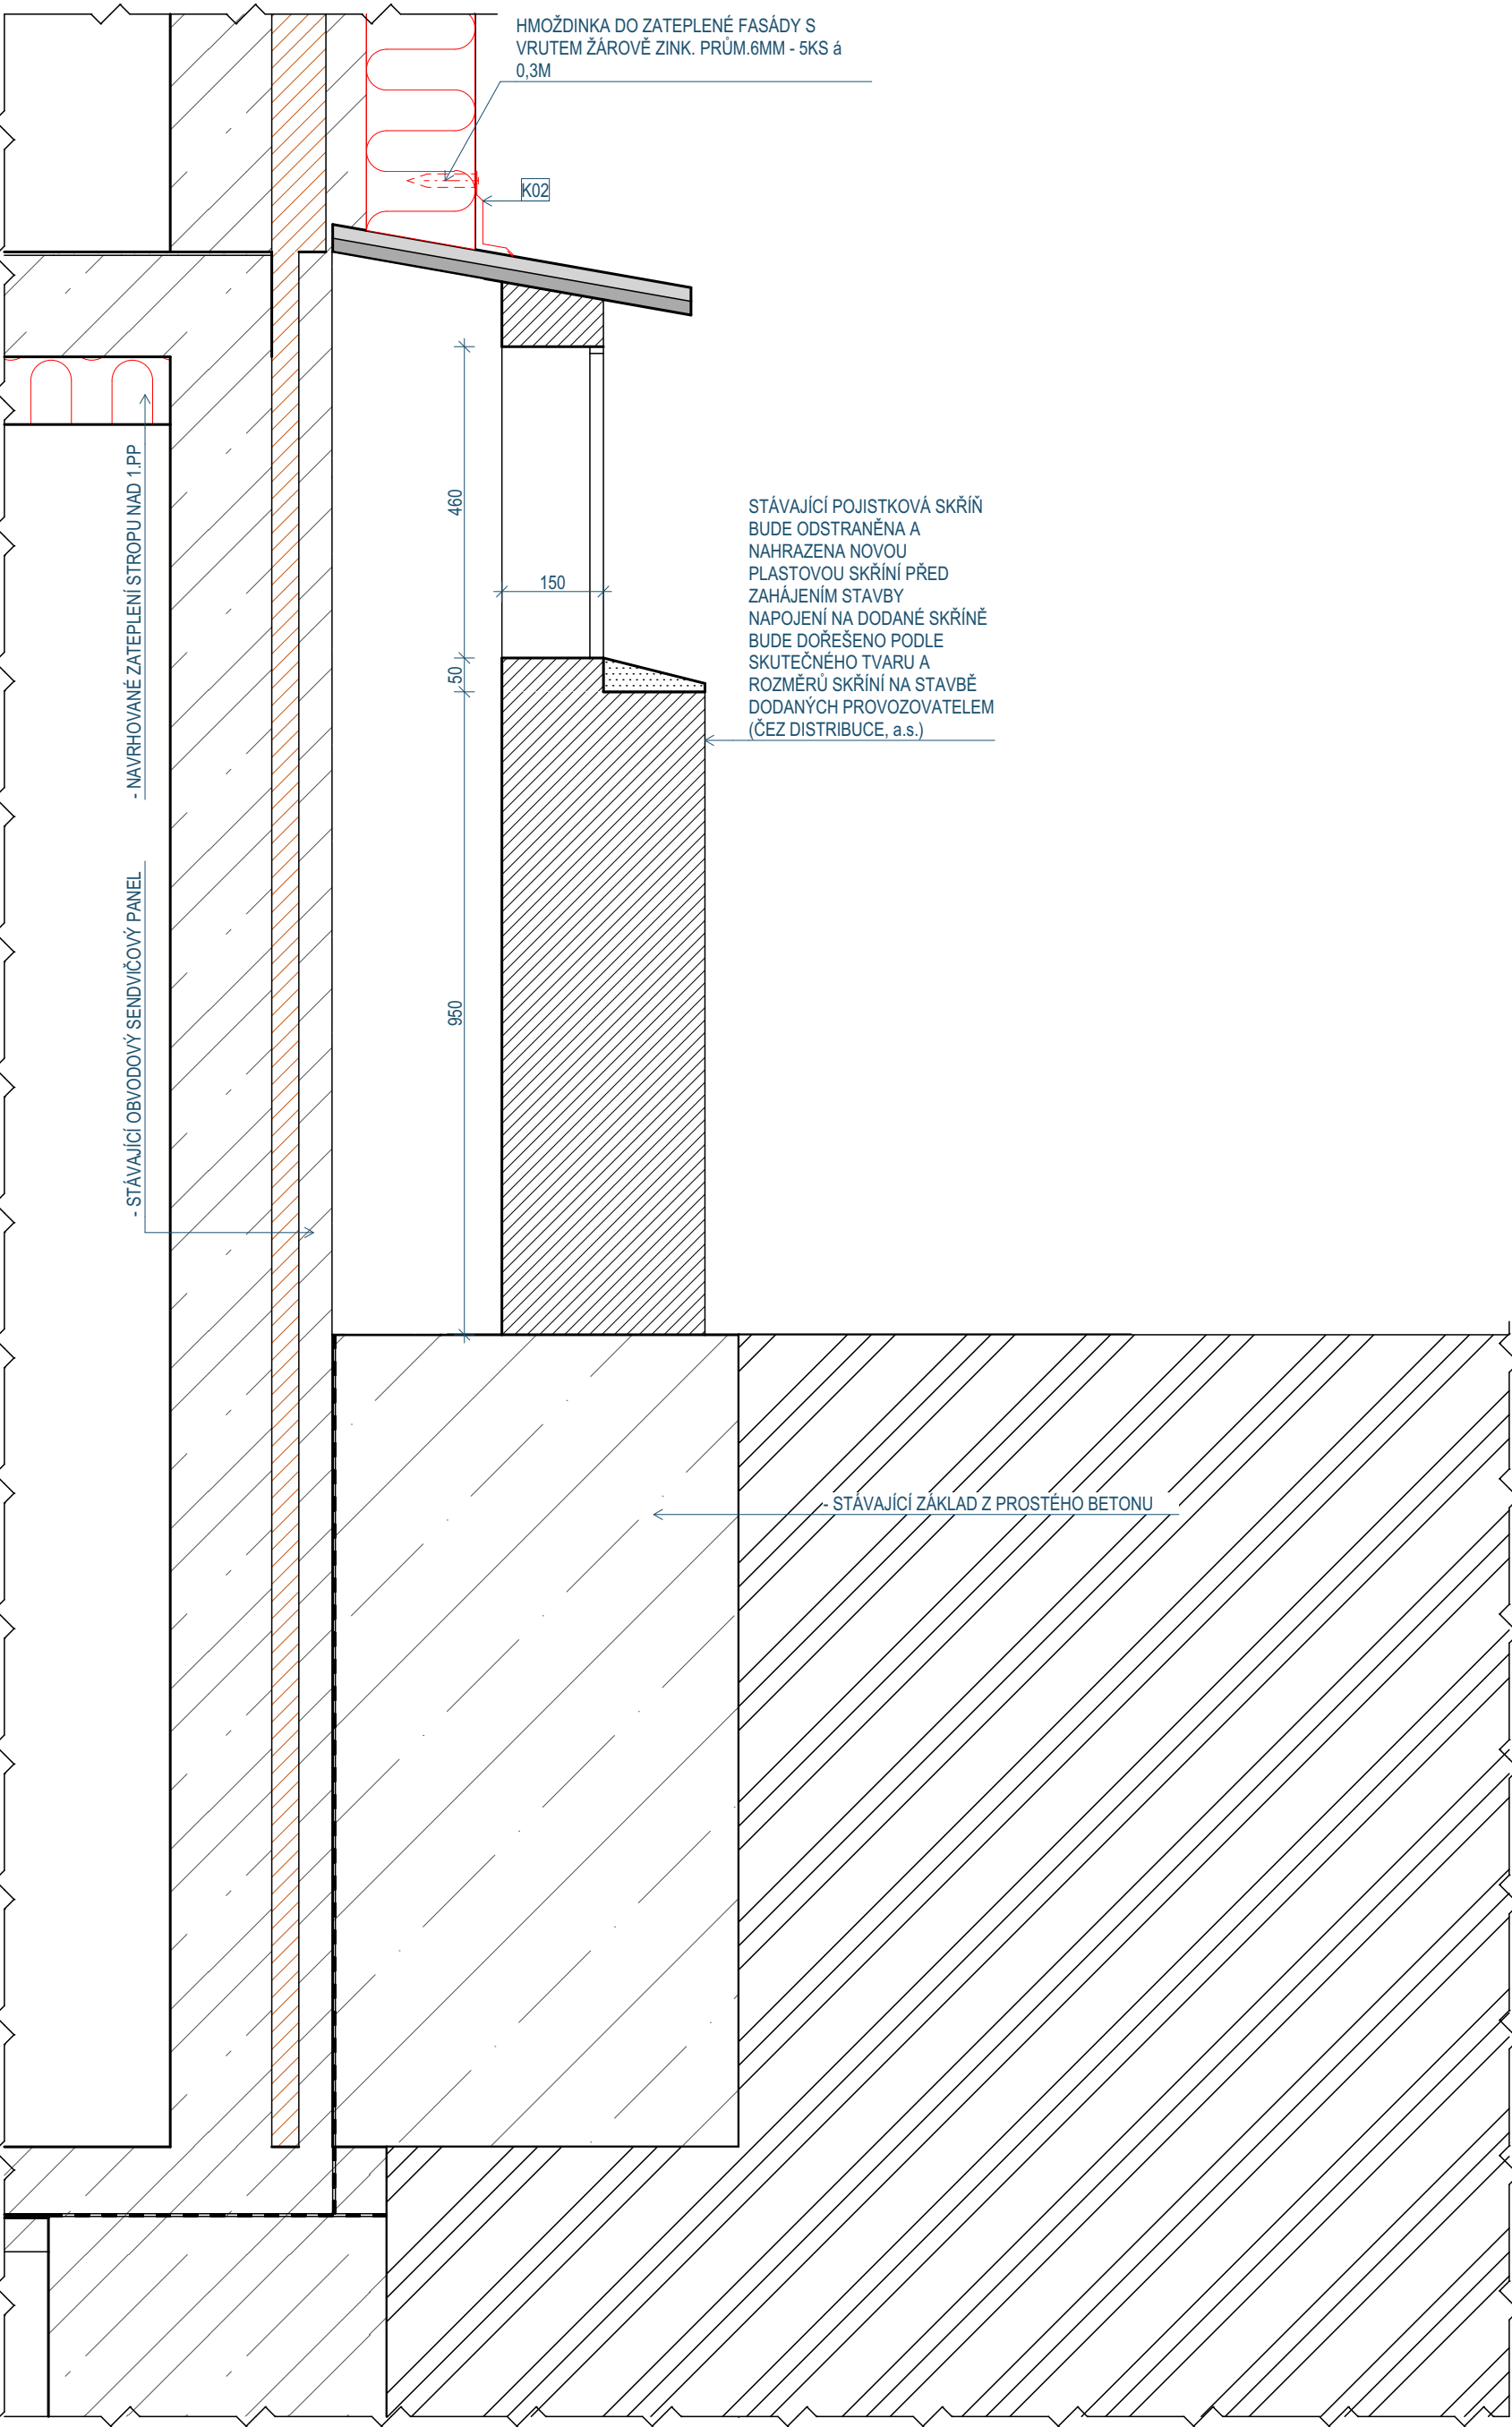 HMOŽDINKA DO ZATEPLENÉ FASÁDY S
VRUTEM ŽÁROVĚ ZINK. PRŮM.6MM - 5KS á
0,3M
K02
- NAVRHOVANÉ ZATEPLENÍ STROPU NAD 1.PP
460
150
50
STÁVAJÍCÍ POJISTKOVÁ SKŘÍŇ
BUDE ODSTRANĚNA A
NAHRAZENA NOVOU
PLASTOVOU SKŘÍNÍ PŘED
ZAHÁJENÍM STAVBY
NAPOJENÍ NA DODANÉ SKŘÍNĚ
BUDE DOŘEŠENO PODLE
SKUTEČNÉHO TVARU A
ROZMĚRŮ SKŘÍNÍ NA STAVBĚ
DODANÝCH PROVOZOVATELEM
(ČEZ DISTRIBUCE, a.s.)
- STÁVAJÍCÍ OBVODOVÝ SENDVIČOVÝ PANEL
950
- STÁVAJÍCÍ ZÁKLAD Z PROSTÉHO BETONU